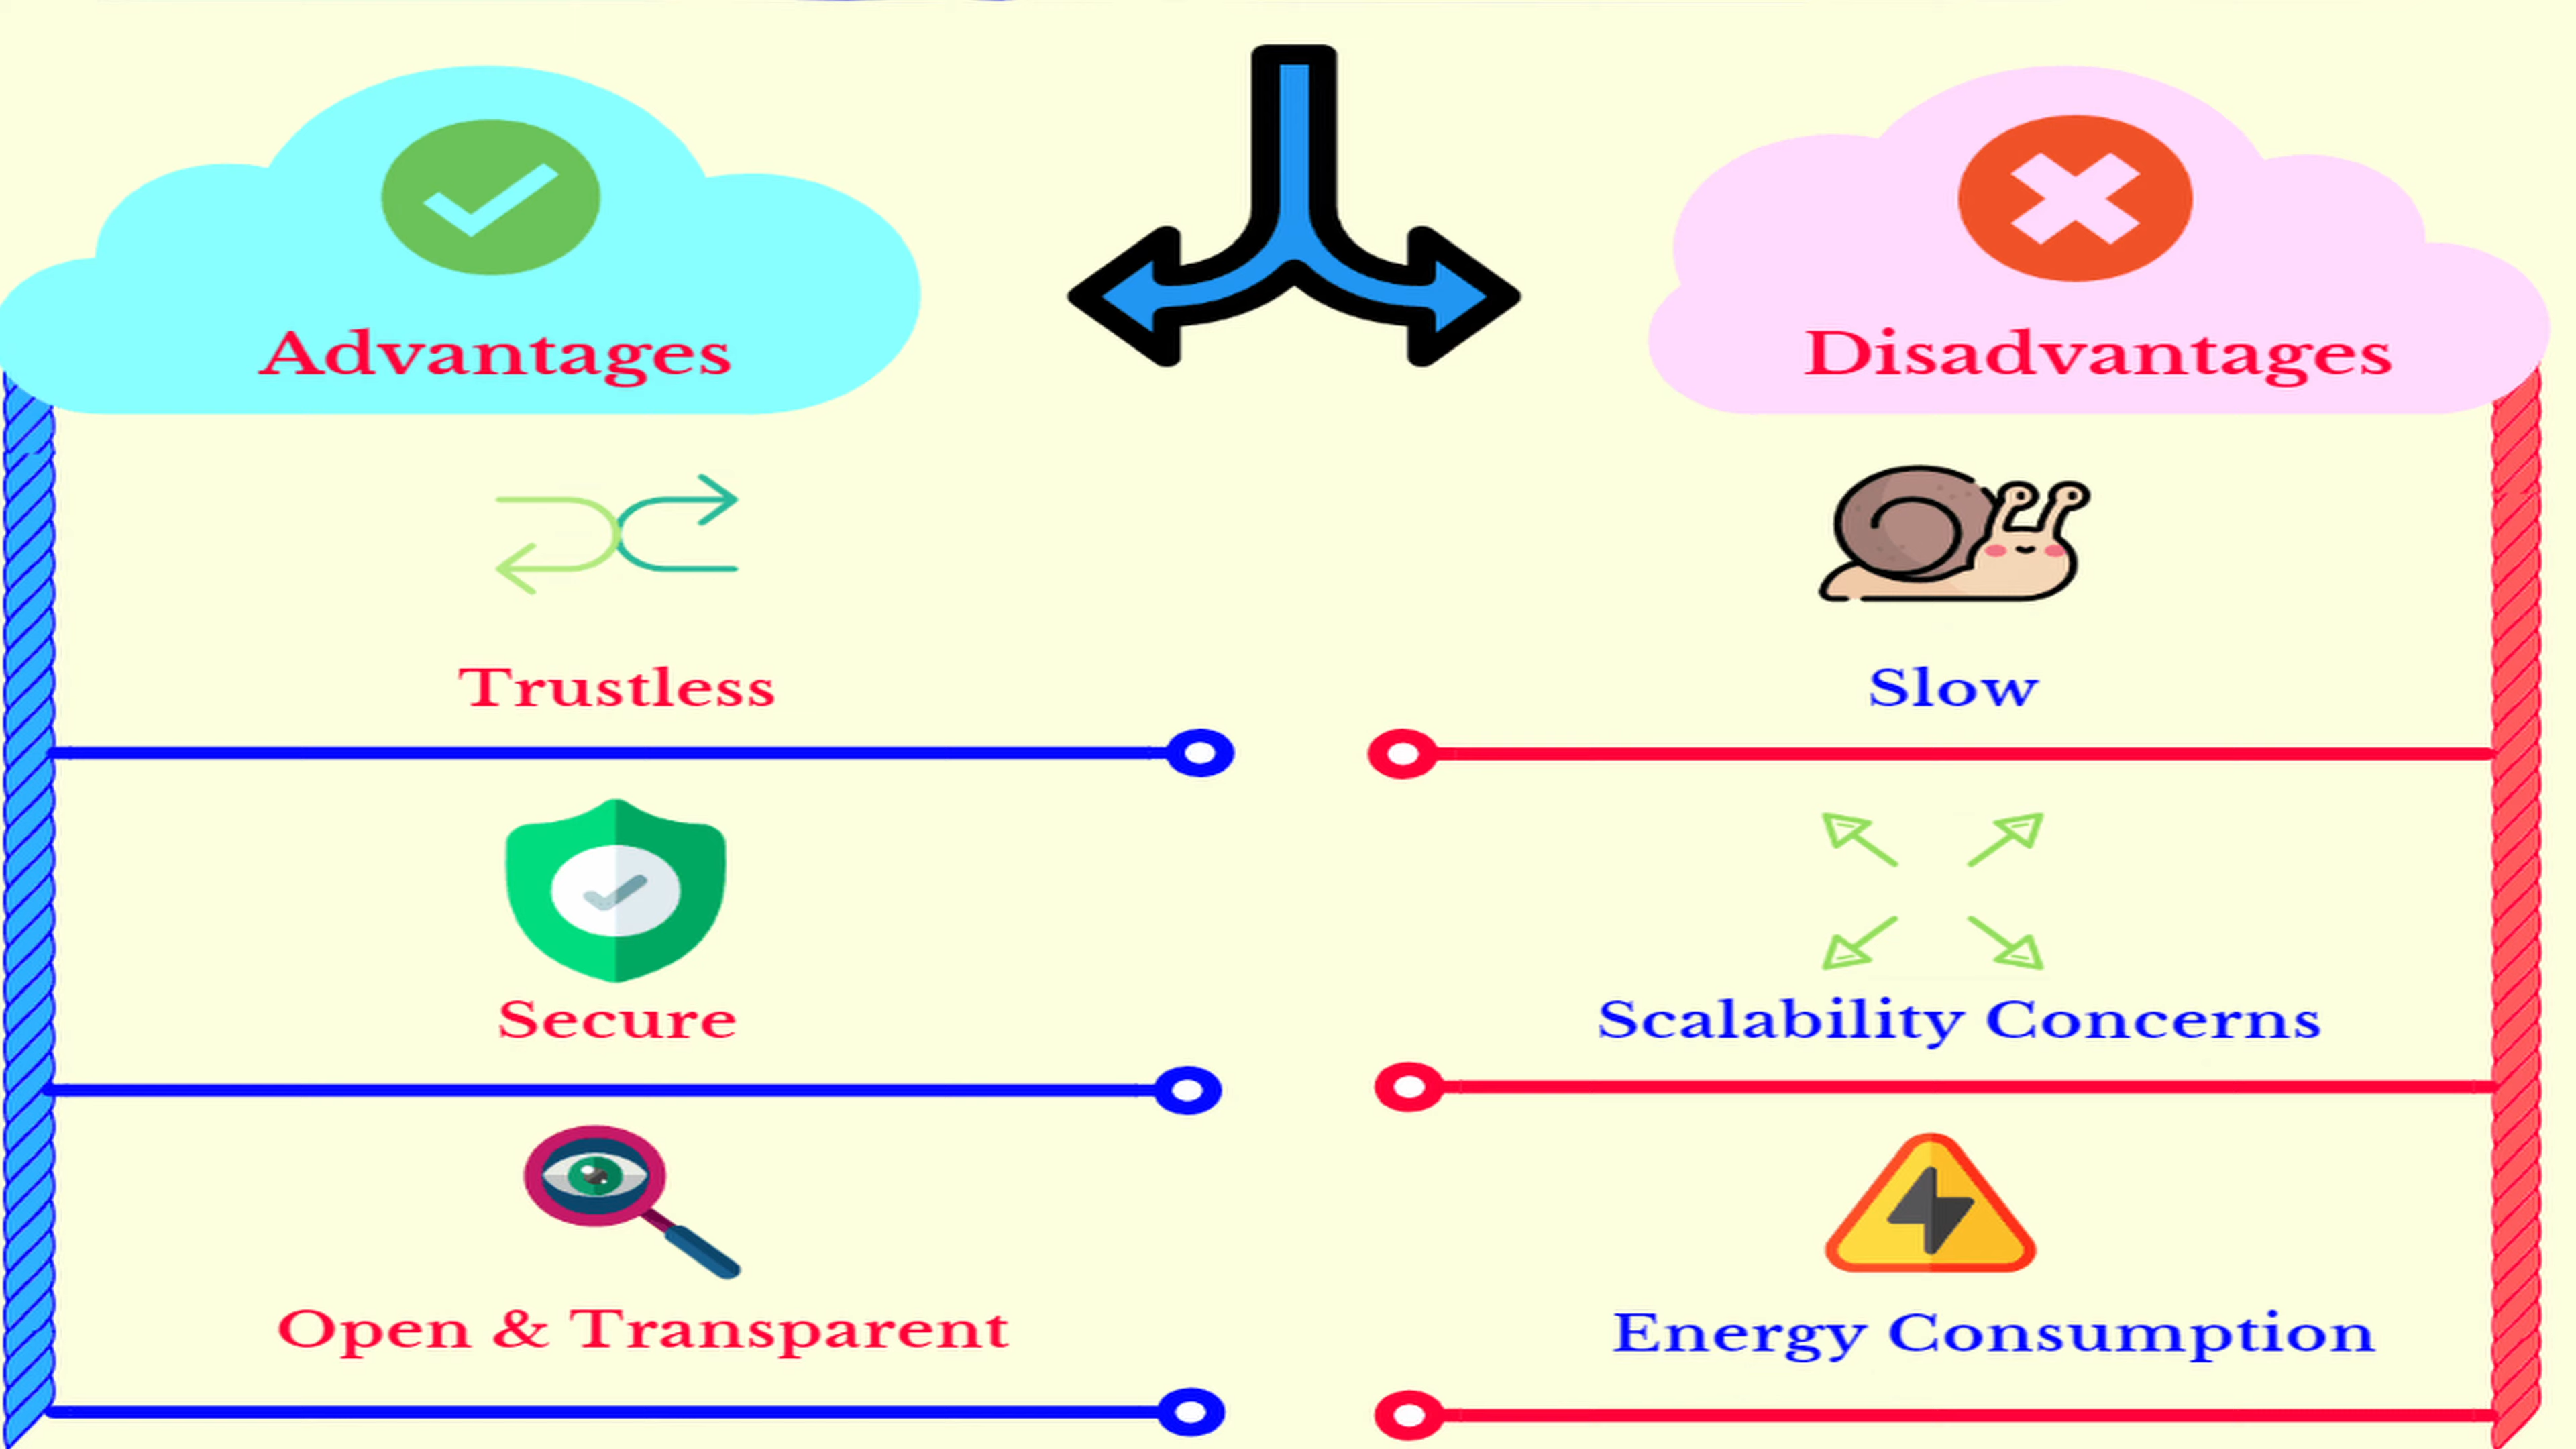 Advantages
Disadvantages
Trustless
Slow
Secure
Scalability Concerns
Open & Transparent
Energy Consumption